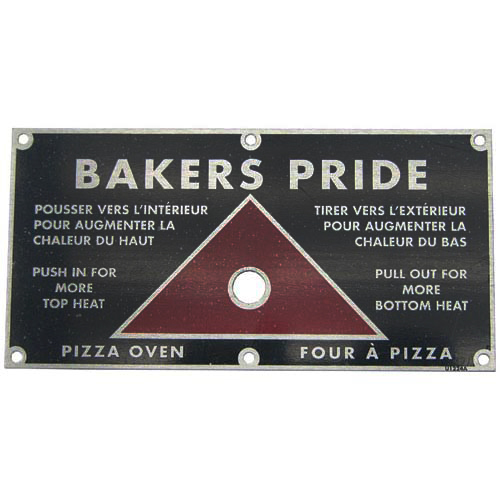 BAKERS PRIDE
POUSSER VERS L'INTÉRIEUR
POUR AUGMENTER LA
CHALEUR DU HAUT
TIRER VERS L'EXTÉRIEUR
POUR AUGMENTER LA
CHALEUR DU BAS
PUSH IN FOR
MORE
TOP HEAT
PULL OUT FOR
MORE
BOTTOM HEAT
PIZZA OVEN
FOUR À PIZZA